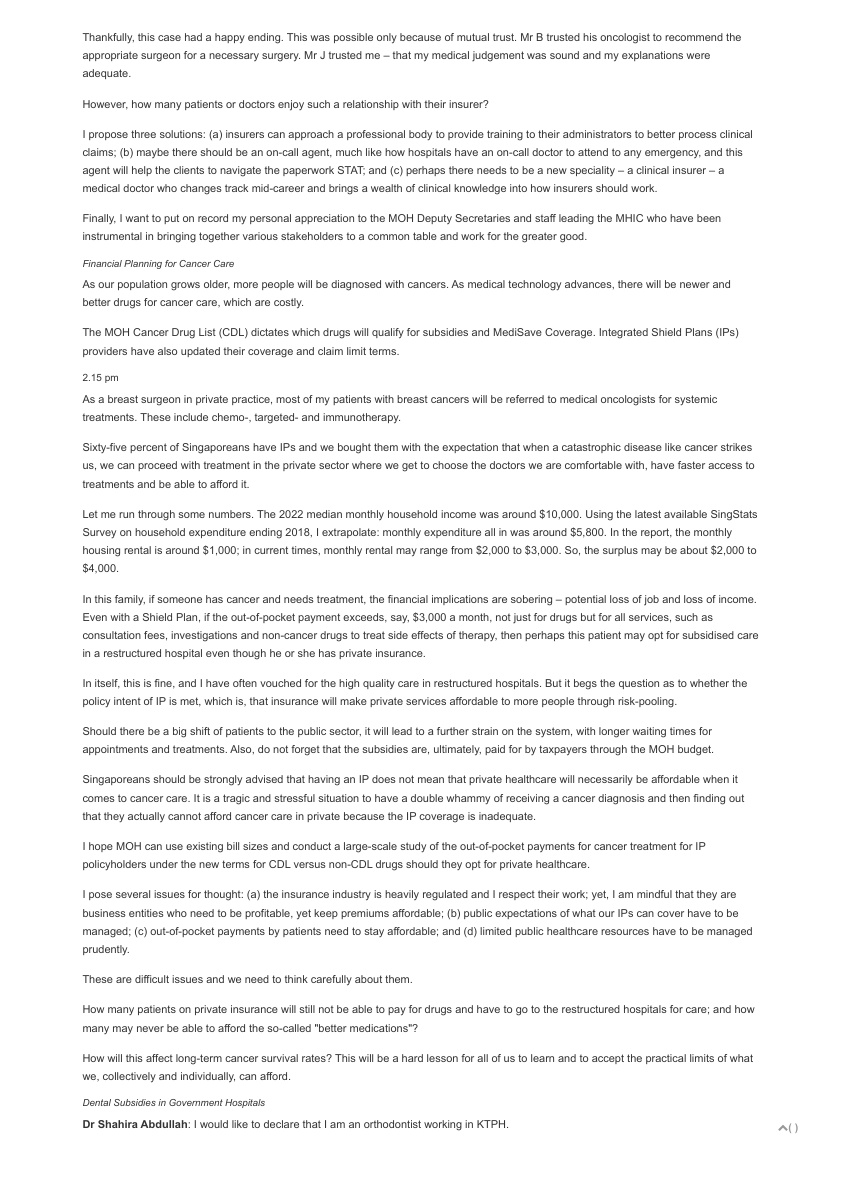 Thankfully, this case had a happy ending. This was possible only because of mutual trust. Mr B trusted his oncologist to recommend the
appropriate surgeon for a necessary surgery. Mr J trusted me – that my medical judgement was sound and my explanations were
adequate.
However, how many patients or doctors enjoy such a relationship with their insurer?
I propose three solutions: (a) insurers can approach a professional body to provide training to their administrators to better process clinical
claims; (b) maybe there should be an on-call agent, much like how hospitals have an on-call doctor to attend to any emergency, and this
agent will help the clients to navigate the paperwork STAT; and (c) perhaps there needs to be a new speciality – a clinical insurer – a
medical doctor who changes track mid-career and brings a wealth of clinical knowledge into how insurers should work.
Finally, I want to put on record my personal appreciation to the MOH Deputy Secretaries and staff leading the MHIC who have been
instrumental in bringing together various stakeholders to a common table and work for the greater good.
Financial Planning for Cancer Care
As our population grows older, more people will be diagnosed with cancers. As medical technology advances, there will be newer and
better drugs for cancer care, which are costly.
The MOH Cancer Drug List (CDL) dictates which drugs will qualify for subsidies and MediSave Coverage. Integrated Shield Plans (IPs)
providers have also updated their coverage and claim limit terms.
2.15 pm
As a breast surgeon in private practice, most of my patients with breast cancers will be referred to medical oncologists for systemic
treatments. These include chemo-, targeted- and immunotherapy.
Sixty-five percent of Singaporeans have IPs and we bought them with the expectation that when a catastrophic disease like cancer strikes
us, we can proceed with treatment in the private sector where we get to choose the doctors we are comfortable with, have faster access to
treatments and be able to afford it.
Let me run through some numbers. The 2022 median monthly household income was around $10,000. Using the latest available SingStats
Survey on household expenditure ending 2018, I extrapolate: monthly expenditure all in was around $5,800. In the report, the monthly
housing rental is around $1,000; in current times, monthly rental may range from $2,000 to $3,000. So, the surplus may be about $2,000 to
$4,000.
In this family, if someone has cancer and needs treatment, the financial implications are sobering – potential loss of job and loss of income.
Even with a Shield Plan, if the out-of-pocket payment exceeds, say, $3,000 a month, not just for drugs but for all services, such as
consultation fees, investigations and non-cancer drugs to treat side effects of therapy, then perhaps this patient may opt for subsidised care
in a restructured hospital even though he or she has private insurance.
In itself, this is fine, and I have often vouched for the high quality care in restructured hospitals. But it begs the question as to whether the
policy intent of IP is met, which is, that insurance will make private services affordable to more people through risk-pooling.
Should there be a big shift of patients to the public sector, it will lead to a further strain on the system, with longer waiting times for
appointments and treatments. Also, do not forget that the subsidies are, ultimately, paid for by taxpayers through the MOH budget.
Singaporeans should be strongly advised that having an IP does not mean that private healthcare will necessarily be affordable when it
comes to cancer care. It is a tragic and stressful situation to have a double whammy of receiving a cancer diagnosis and then finding out
that they actually cannot afford cancer care in private because the IP coverage is inadequate.
I hope MOH can use existing bill sizes and conduct a large-scale study of the out-of-pocket payments for cancer treatment for IP
policyholders under the new terms for CDL versus non-CDL drugs should they opt for private healthcare.
I pose several issues for thought: (a) the insurance industry is heavily regulated and I respect their work; yet, I am mindful that they are
business entities who need to be profitable, yet keep premiums affordable; (b) public expectations of what our IPs can cover have to be
managed; (c) out-of-pocket payments by patients need to stay affordable; and (d) limited public healthcare resources have to be managed
prudently.
These are difficult issues and we need to think carefully about them.
How many patients on private insurance will still not be able to pay for drugs and have to go to the restructured hospitals for care; and how
many may never be able to afford the so-called "better medications"?
How will this affect long-term cancer survival rates? This will be a hard lesson for all of us to learn and to accept the practical limits of what
we, collectively and individually, can afford.
Dental Subsidies in Government Hospitals
Dr Shahira Abdullah: I would like to declare that I am an orthodontist working in KTPH.
( )